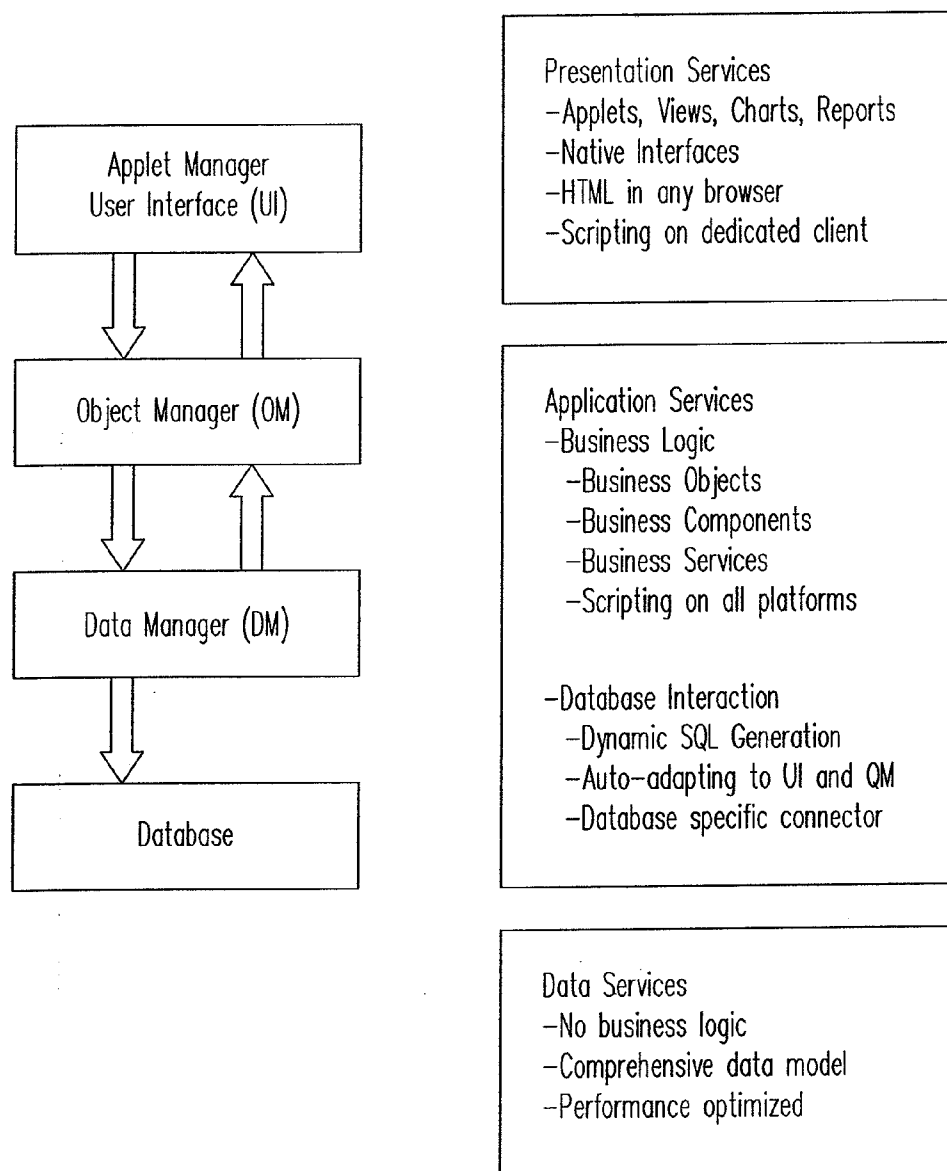 Applet Manager
User Interface (UI)
Object Manager (OM)
Data Manager (DM)
Database
Presentation Services
-Applets, Views, Charts, Reports
-Native Interfaces
-HTML in any browser
-Scripting on dedicated client
Application Services
-Business Logic
-Business Objects
-Business Components
-Business Services
-Scripting on all platforms
-Database Interaction
-Dynamic SQL Generation
-Auto-adapting to UI and QM
-Database specific connector
Data Services
-No business logic
-Comprehensive data model
-Performance optimized